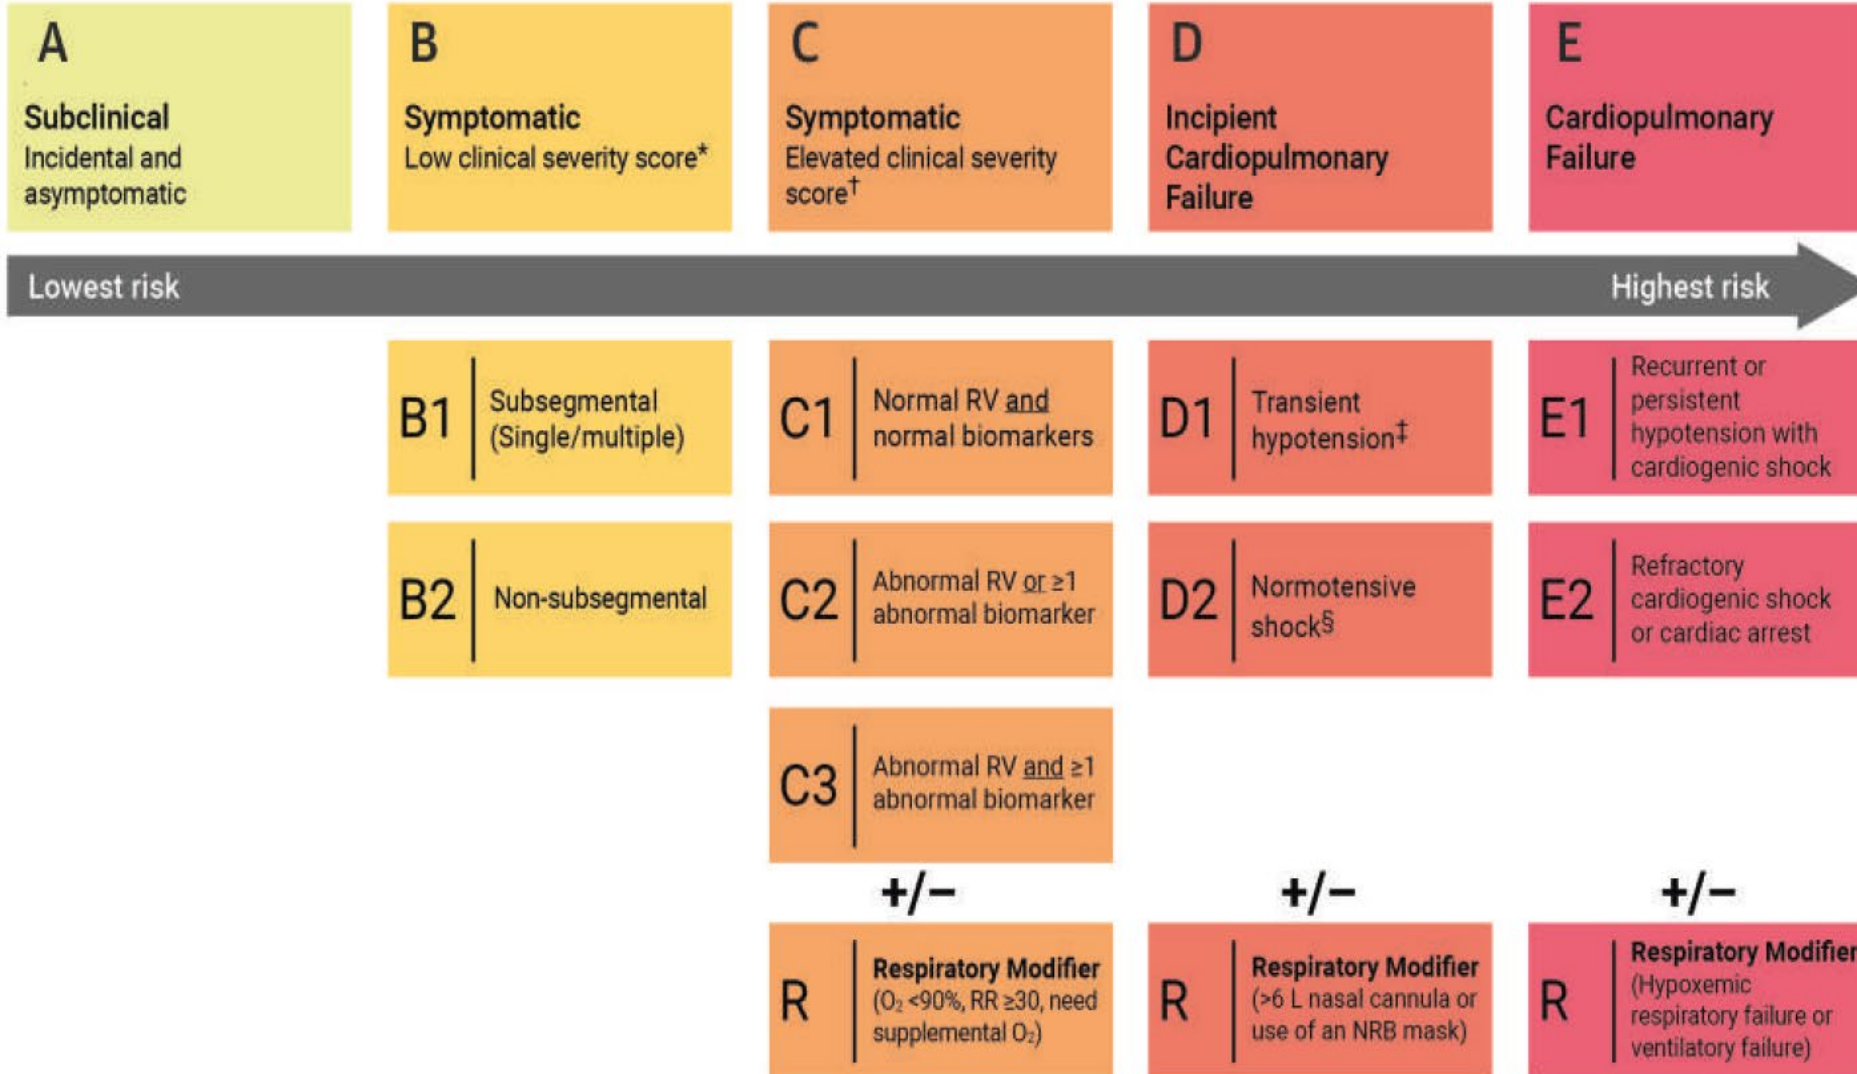 A
Subclinical
Incidental and
asymptomatic
B
Symptomatic
Low clinical severity score*
C
Symptomatic
Elevated clinical severity
score†
D
Incipient
Cardiopulmonary
Failure
E
Cardiopulmonary
Failure
Lowest risk
Highest risk
B1
Subsegmental
(Single/multiple)
C1
Normal RV and
normal biomarkers
D1
Transient
hypotension‡
E1
Recurrent or
persistent
hypotension with
cardiogenic shock
B2
Non-subsegmental
C2
Abnormal RV or ≥1
abnormal biomarker
D2
Normotensive
shock§
E2
Refractory
cardiogenic shock
or cardiac arrest
C3
Abnormal RV and ≥1
abnormal biomarker
+/−
+/−
+/−
R
Respiratory Modifier
(O₂ <90%, RR ≥30, need
supplemental O₂)
R
Respiratory Modifier
(>6 L nasal cannula or
use of an NRB mask)
R
Respiratory Modifier
(Hypoxemic
respiratory failure or
ventilatory failure)